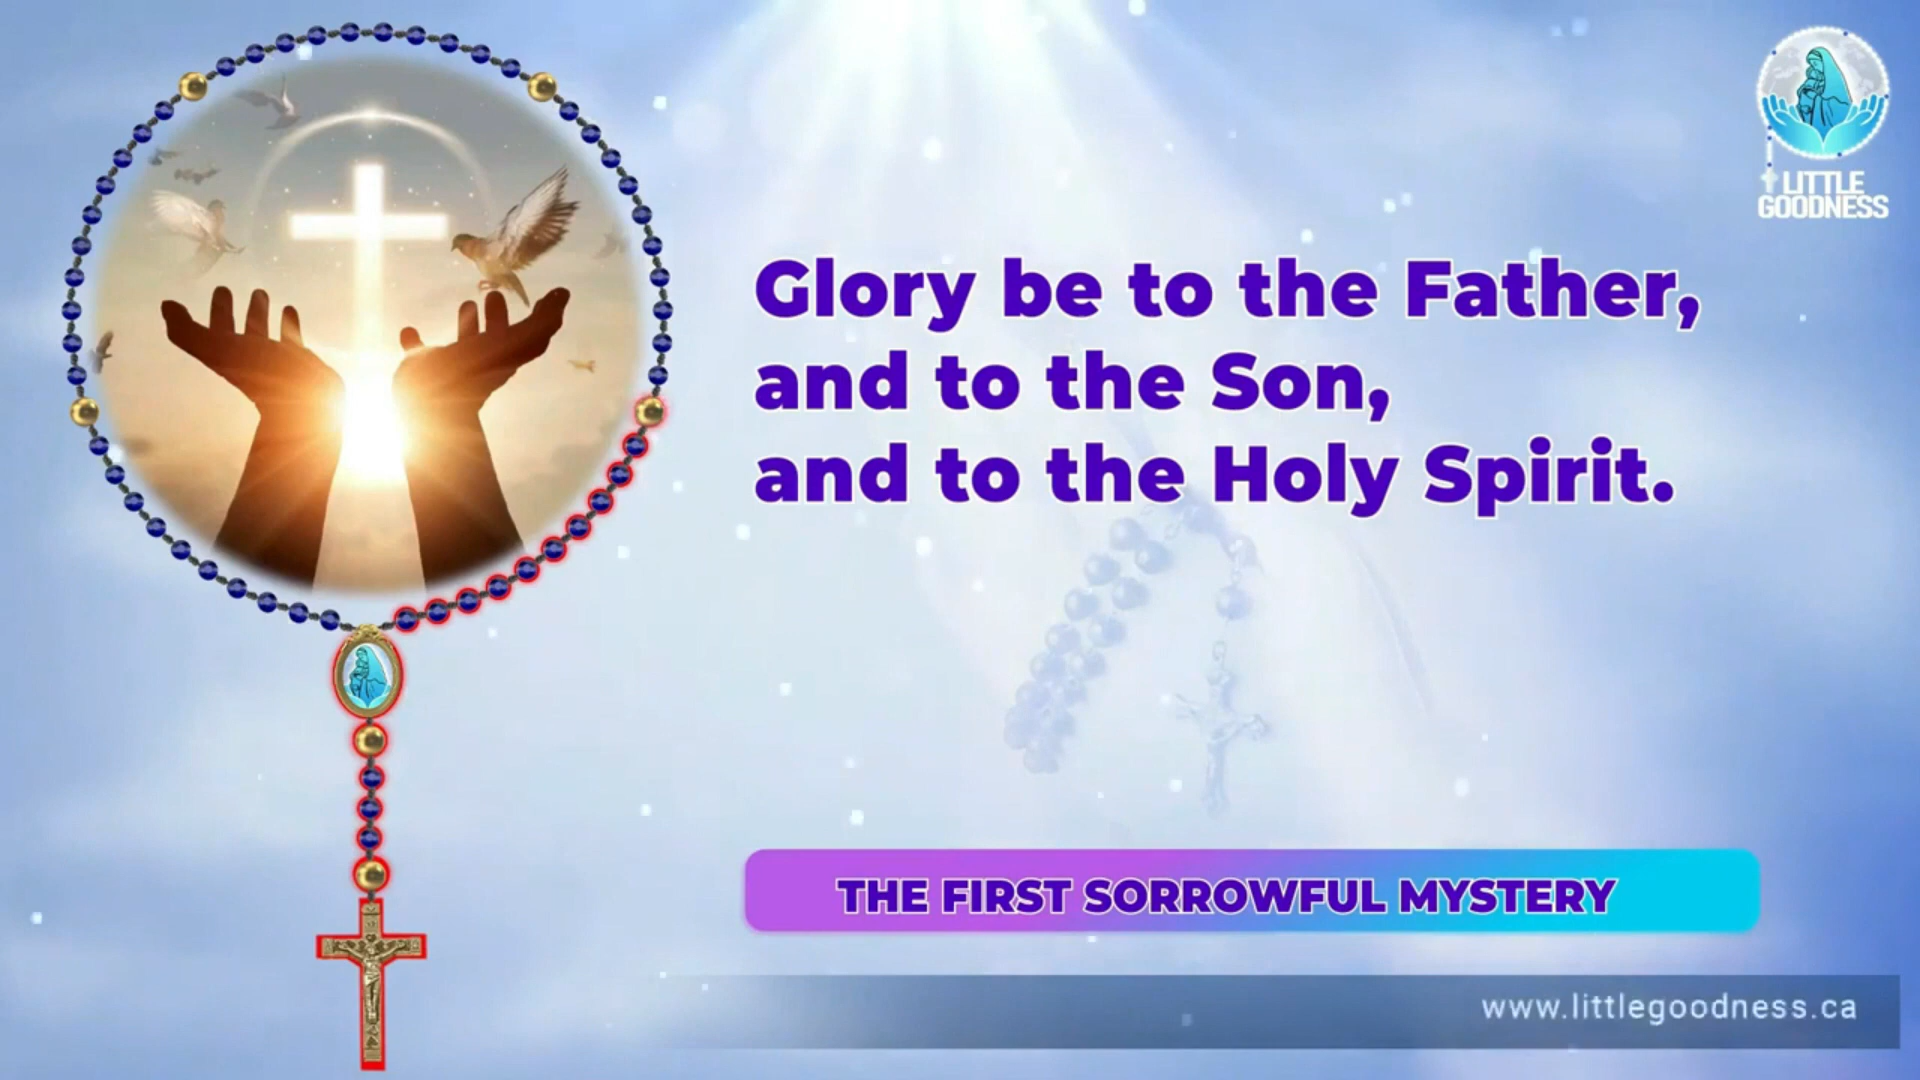 LITTLE
GOODNESS
Glory be to the Father,
and to the Son,
and to the Holy Spirit.
THE FIRST SORROWFUL MYSTERY
www.littlegoodness.ca